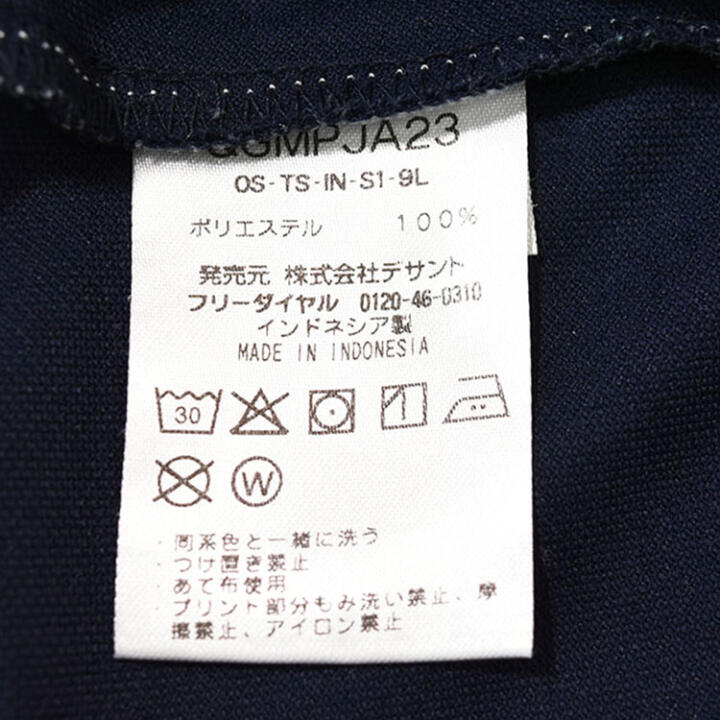 QGMPJA23
OS-TS-IN-S1-9L
ポリエステル 100%
発売元 株式会社デサント
フリーダイヤル 0120-46-0310
インドネシア製
MADE IN INDONESIA
30
W
・同系色と一緒に洗う
・つけ置き禁止
・あて布使用
・プリント部分もみ洗い禁止、摩
擦禁止、アイロン禁止